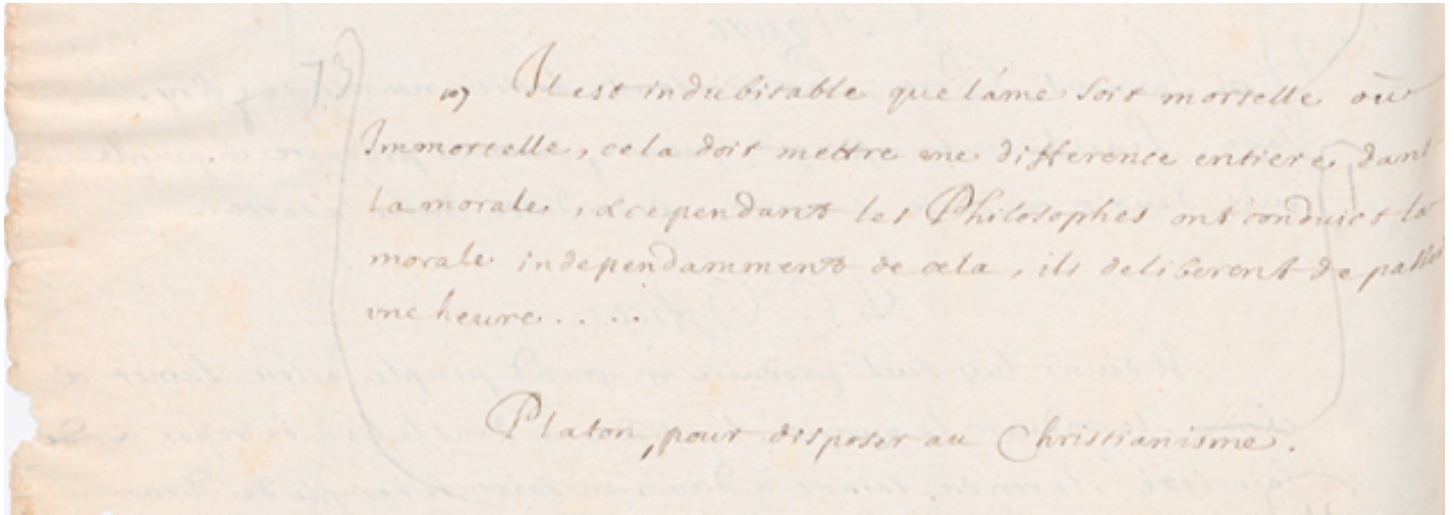 73
Il est indubitable que l'ame soit mortelle où
Immortelle, cela doit mettre une difference entiere dans
la morale, & cependant les Philosophes ont conduict la
morale independamment de cela, ils deliberent de passer
une heure . . . .
Platon, pour disposer au Christianisme.